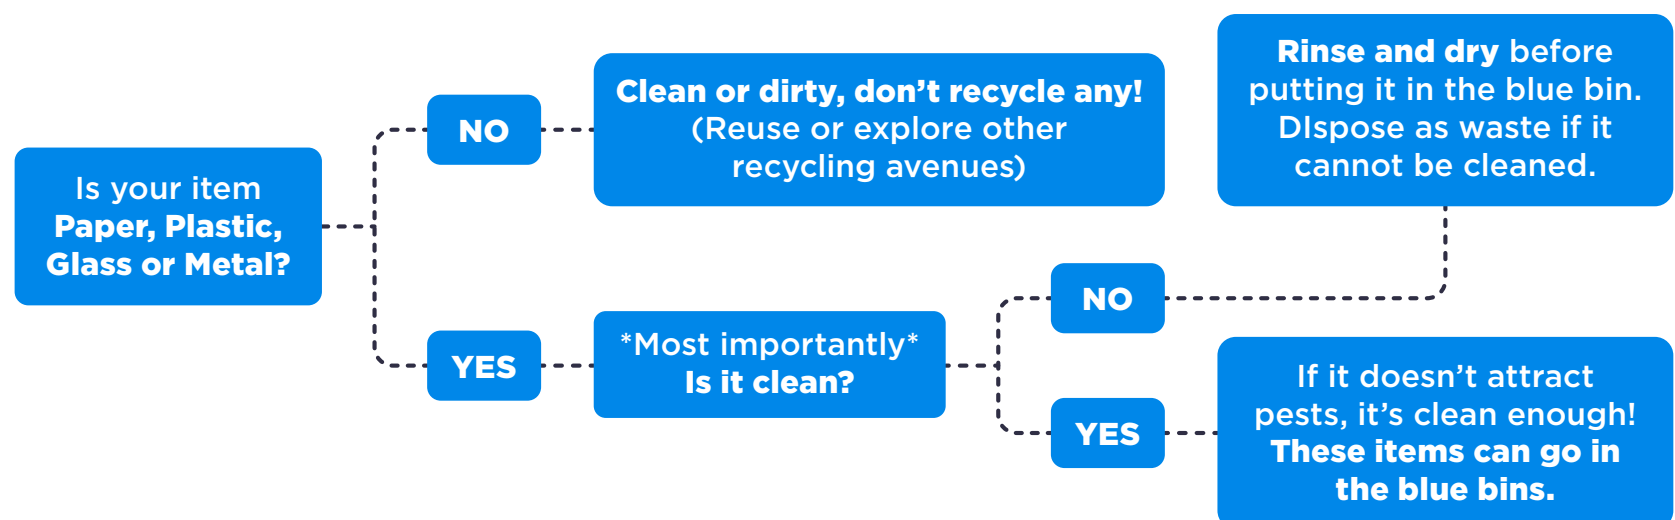 Is your item
Paper, Plastic,
Glass or Metal?
NO
Clean or dirty, don’t recycle any!
(Reuse or explore other
recycling avenues)
YES
*Most importantly*
Is it clean?
NO
Rinse and dry before
putting it in the blue bin.
DIspose as waste if it
cannot be cleaned.
YES
If it doesn’t attract
pests, it’s clean enough!
These items can go in
the blue bins.